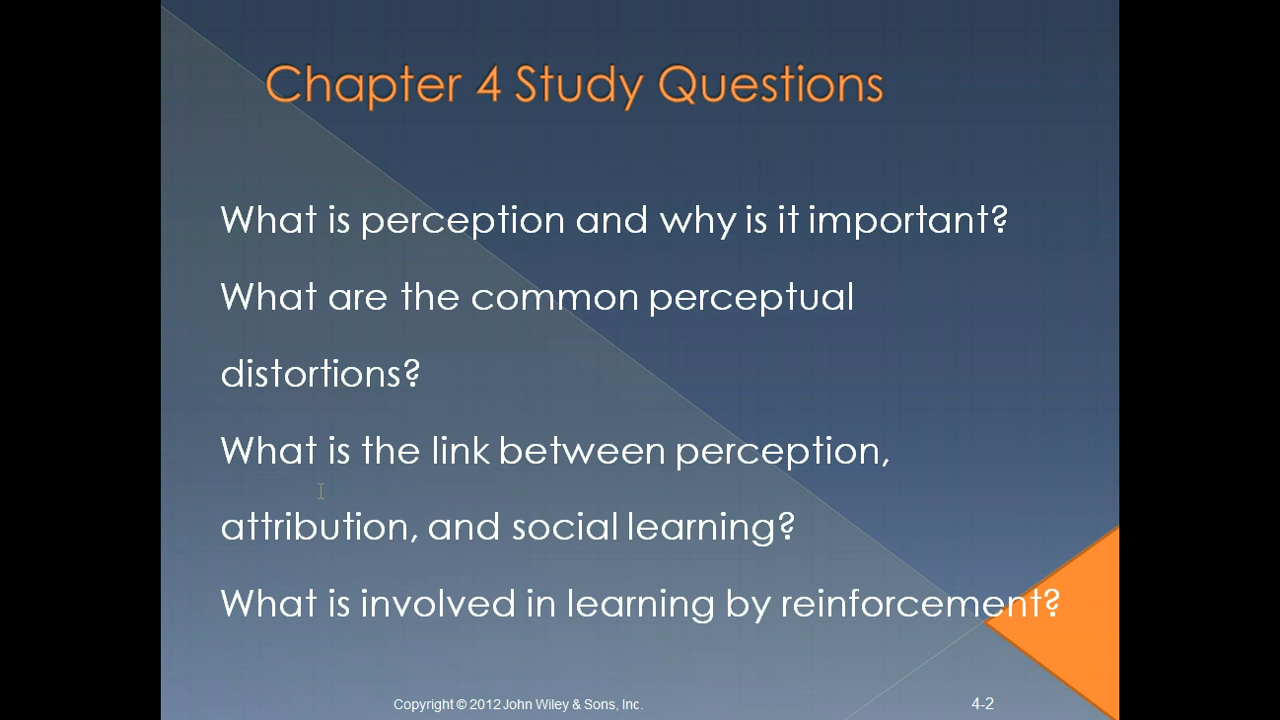 Chapter 4 Study Questions
What is perception and why is it important?
What are the common perceptual
distortions?
What is the link between perception,
attribution, and social learning?
What is involved in learning by reinforcement?
Copyright © 2012 John Wiley & Sons, Inc.
4-2